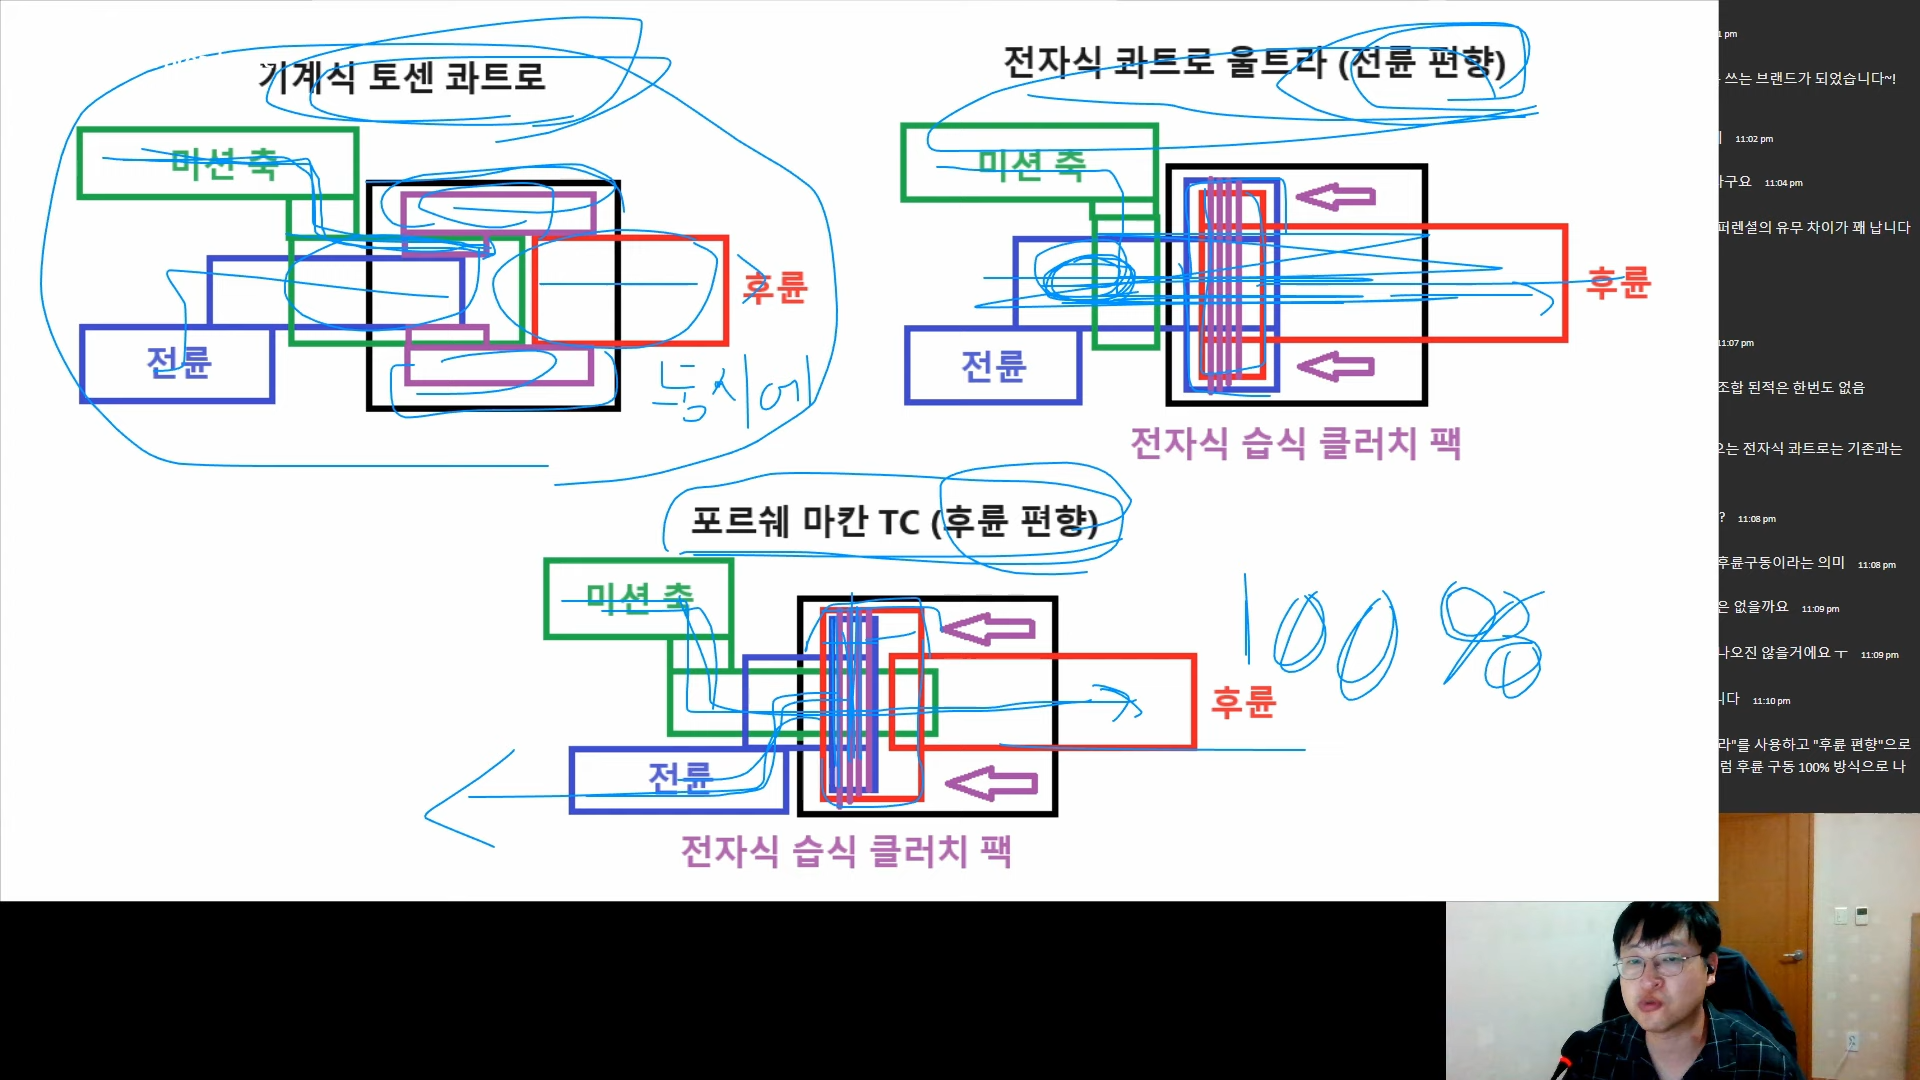 기계식 토센 콰트로
미션 축
전륜
후륜
동시에
전자식 콰트로 울트라 (전륜 편향)
미션 축
전륜
후륜
전자식 습식 클러치 팩
포르쉐 마칸 TC (후륜 편향)
미션 축
전륜
후륜
전자식 습식 클러치 팩
100 %
1 pm
쓰는 브랜드가 되었습니다~!
11:02 pm
구요 11:04 pm
퍼렌셜의 유무 차이가 꽤 납니다
11:07 pm
조합 된적은 한번도 없음
는 전자식 콰트로는 기존과는
? 11:08 pm
후륜구동이라는 의미 11:08 pm
은 없을까요 11:09 pm
나오진 않을거에요 ㅜ 11:09 pm
니다 11:10 pm
라"를 사용하고 "후륜 편향"으로
럼 후륜 구동 100% 방식으로 나